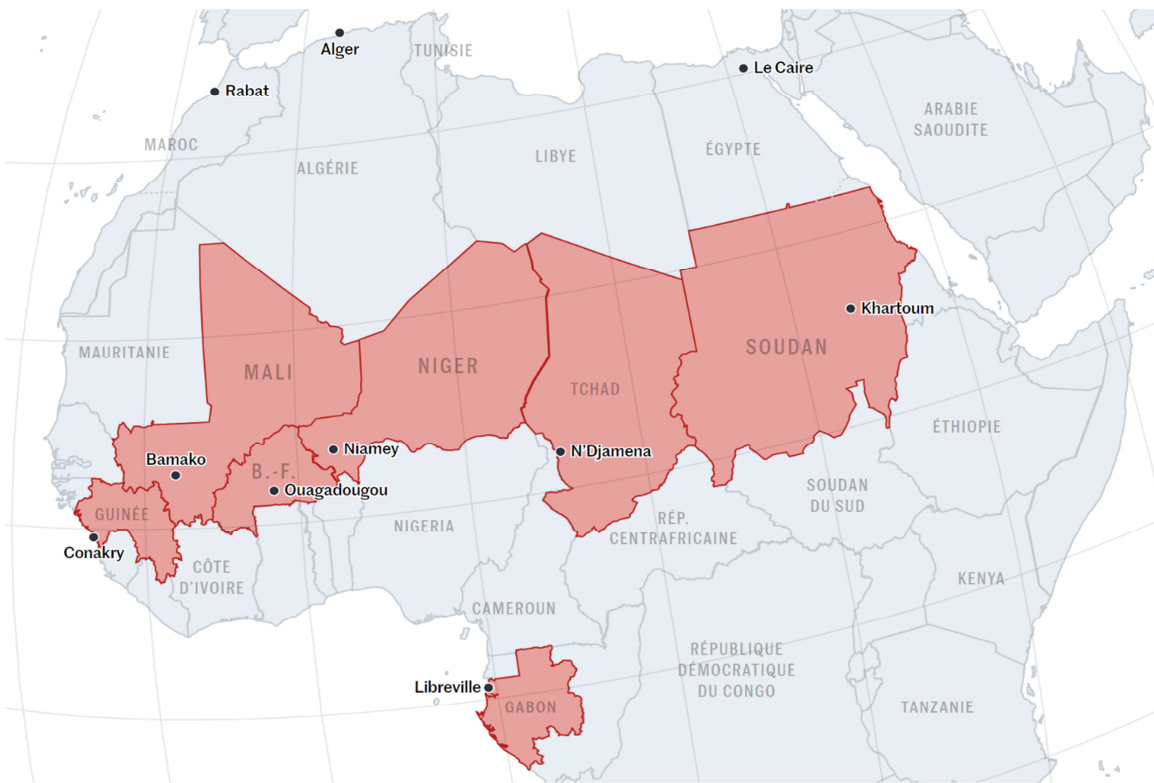 Alger
TUNISIE
Le Caire
Rabat
ARABIE
SAOUDITE
MAROC
ÉGYPTE
LIBYE
ALGÉRIE
Khartoum
MAURITANIE
SOUDAN
NIGER
MALI
TCHAD
ÉTHIOPIE
Niamey
N'Djamena
Bamako
B.-F.
Ouagadougou
SOUDAN
DU SUD
GUINÉE
NIGERIA
RÉP.
CENTRAFRICAINE
Conakry
CÔTE
D'IVOIRE
KENYA
CAMEROUN
RÉPUBLIQUE
DÉMOCRATIQUE
DU CONGO
Libreville
GABON
TANZANIE